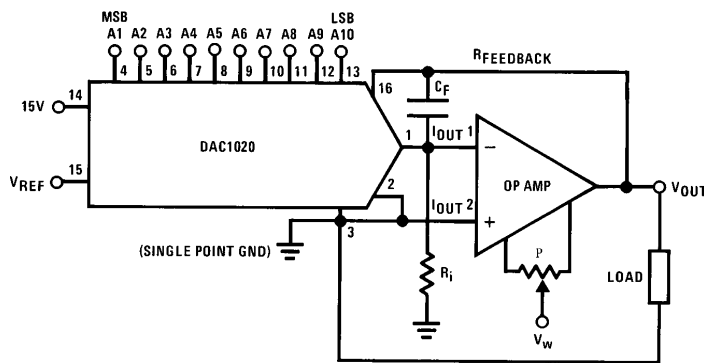 MSB LSB
A1 A2 A3 A4 A5 A6 A7 A8 A9 A10
4 5 6 7 8 9 10 11 12 13
16
RFEEDBACK
CF
15V 14
DAC1020
1 IOUT 1
−
OP AMP
VOUT
VREF 15
2
IOUT 2
+
3
(SINGLE POINT GND)
Ri
P
LOAD
Vw